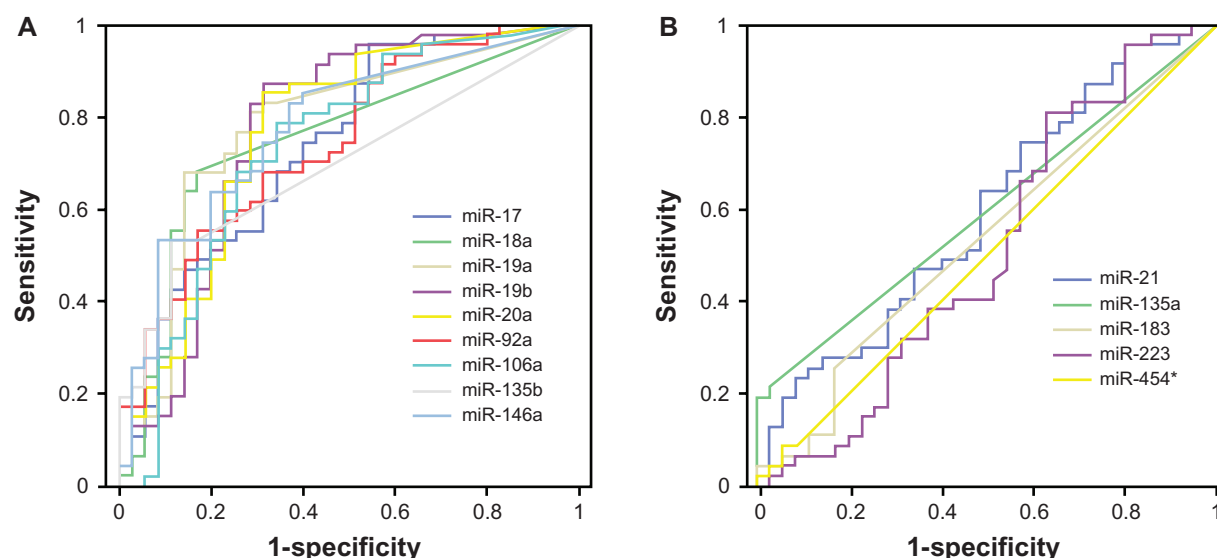 A
Sensitivity
1
0.8
0.6
0.4
0.2
0
0 0.2 0.4 0.6 0.8 1
1-specificity
miR-17
miR-18a
miR-19a
miR-19b
miR-20a
miR-92a
miR-106a
miR-135b
miR-146a
B
Sensitivity
1
0.8
0.6
0.4
0.2
0
0 0.2 0.4 0.6 0.8 1
1-specificity
miR-21
miR-135a
miR-183
miR-223
miR-454*